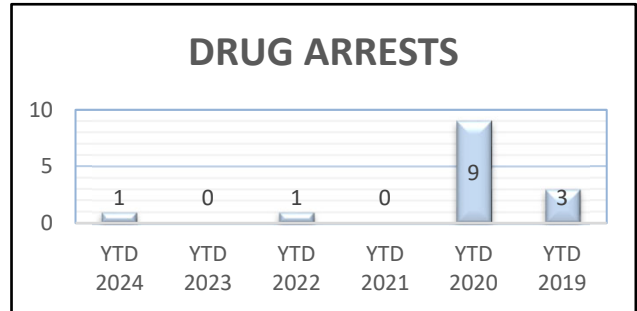 DRUG ARRESTS
10
5
0
1 0 1 0 9 3
YTD YTD YTD YTD YTD YTD
2024 2023 2022 2021 2020 2019